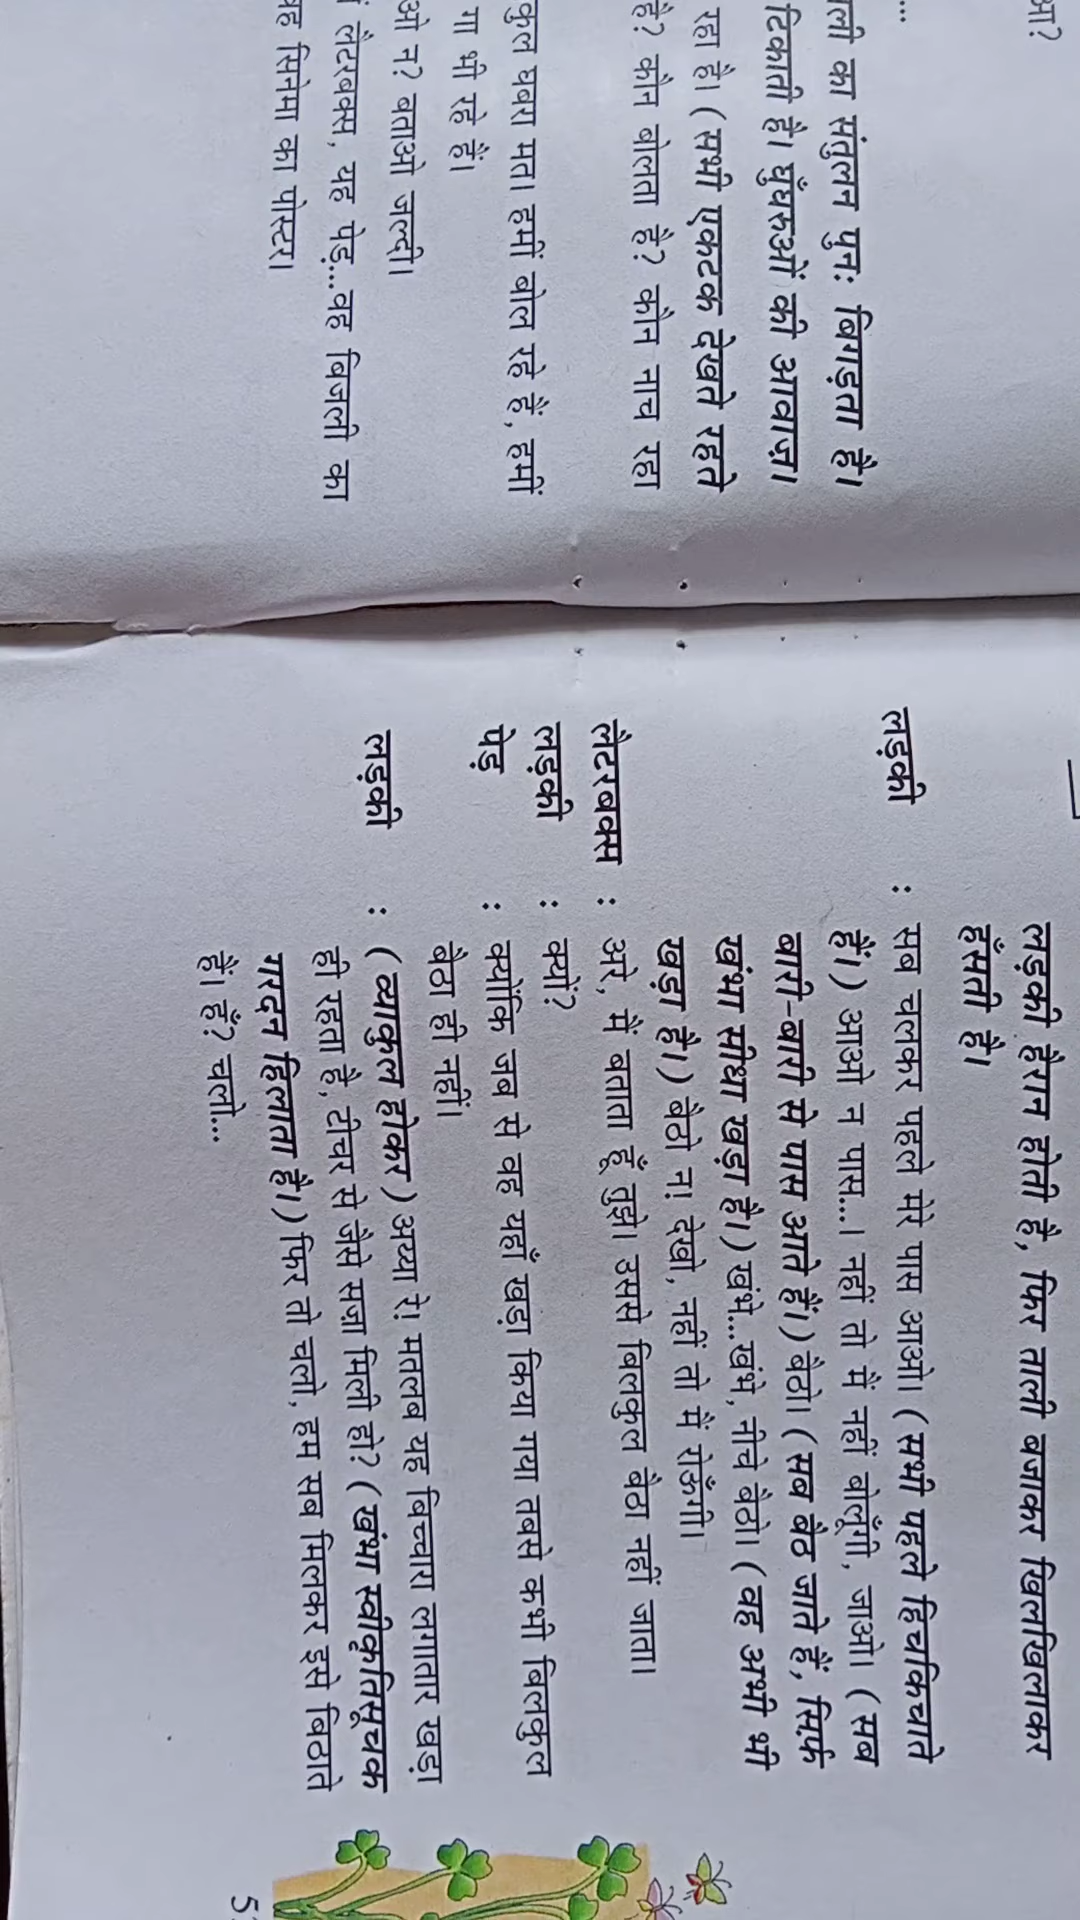 आ?
...
ली का संतुलन पुनः बिगड़ता है।
टिकाती है। घुँघरुओं की आवाज़।
रहा है। (सभी एकटक देखते रहते
है? कौन बोलता है? कौन नाच रहा
कुल घबरा मत। हमीं बोल रहे हैं, हमीं
गा भी रहे हैं।
ओ न? बताओ जल्दी।
लैटरबक्स, यह पेड़...वह बिजली का
यह सिनेमा का पोस्टर।
लड़की हैरान होती है, फिर ताली बजाकर खिलखिलाकर
हँसती है।
लड़की : सब चलकर पहले मेरे पास आओ। (सभी पहले हिचकिचाते
हैं।) आओ न पास...। नहीं तो मैं नहीं बोलूँगी, जाओ। (सब
बारी-बारी से पास आते हैं।) बैठो। (सब बैठ जाते हैं, सिर्फ़
खंभा सीधा खड़ा है।) खंभे...खंभे, नीचे बैठो। (वह अभी भी
खड़ा है।) बैठो न! देखो, नहीं तो मैं रोऊँगी।
लैटरबक्स : अरे, मैं बताता हूँ तुझे। उससे बिलकुल बैठा नहीं जाता।
लड़की : क्यों?
पेड़ : क्योंकि जब से वह यहाँ खड़ा किया गया तबसे कभी बिलकुल
बैठा ही नहीं।
लड़की : (व्याकुल होकर) अय्या रे! मतलब यह बिच्चारा लगातार खड़ा
ही रहता है, टीचर से जैसे सज़ा मिली हो? (खंभा स्वीकृतिसूचक
गरदन हिलाता है।) फिर तो चलो, हम सब मिलकर इसे बिठाते
हैं। हँ? चलो...